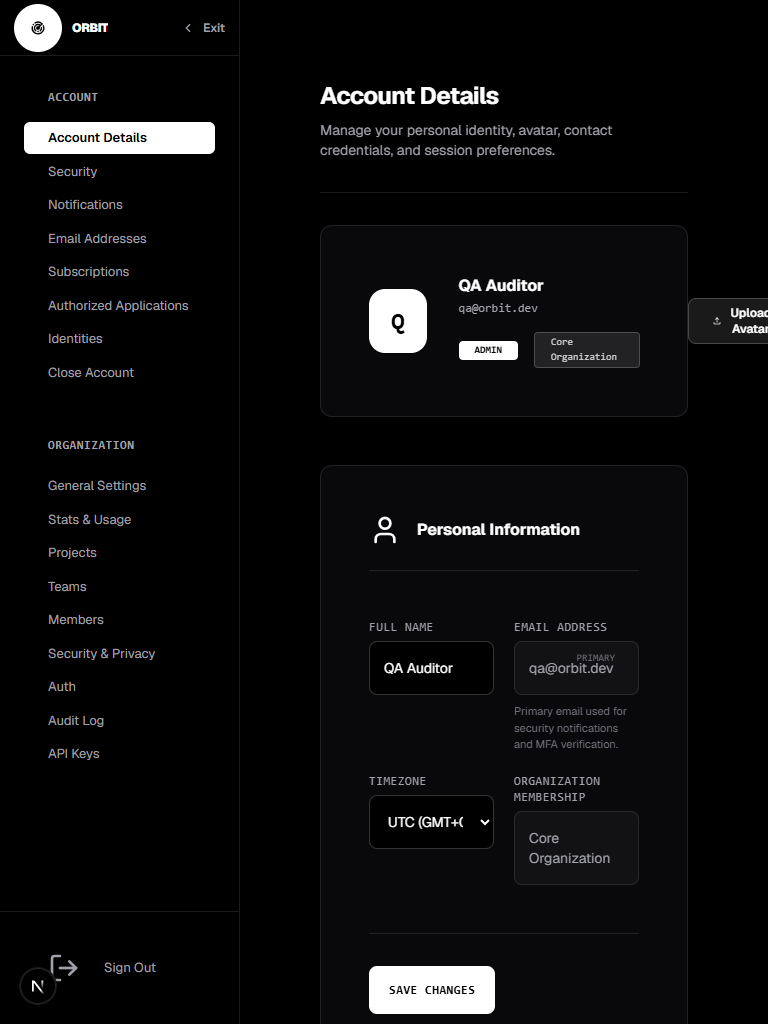 ORBIT
Exit
ACCOUNT
Account Details
Security
Notifications
Email Addresses
Subscriptions
Authorized Applications
Identities
Close Account
ORGANIZATION
General Settings
Stats & Usage
Projects
Teams
Members
Security & Privacy
Auth
Audit Log
API Keys
Sign Out
N
Account Details
Manage your personal identity, avatar, contact
credentials, and session preferences.
Q
QA Auditor
qa@orbit.dev
ADMIN
Core
Organization
Upload
Avatar
Personal Information
FULL NAME
QA Auditor
EMAIL ADDRESS
PRIMARY
qa@orbit.dev
Primary email used for
security notifications
and MFA verification.
TIMEZONE
UTC (GMT+0
ORGANIZATION
MEMBERSHIP
Core
Organization
SAVE CHANGES